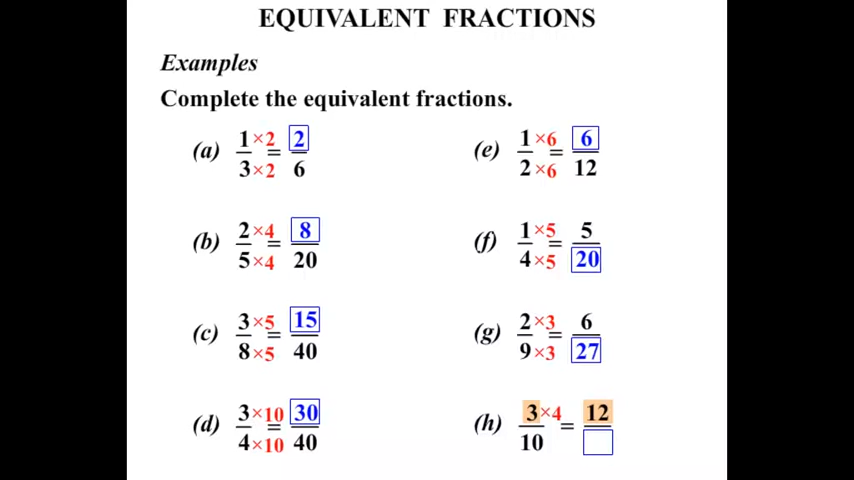 EQUIVALENT FRACTIONS
Examples
Complete the equivalent fractions.
(a) 1/3 ×2/×2 = 2/6
(e) 1/2 ×6/×6 = 6/12
(b) 2/5 ×4/×4 = 8/20
(f) 1/4 ×5/×5 = 5/20
(c) 3/8 ×5/×5 = 15/40
(g) 2/9 ×3/×3 = 6/27
(d) 3/4 ×10/×10 = 30/40
(h) 3/10 ×4 = 12/